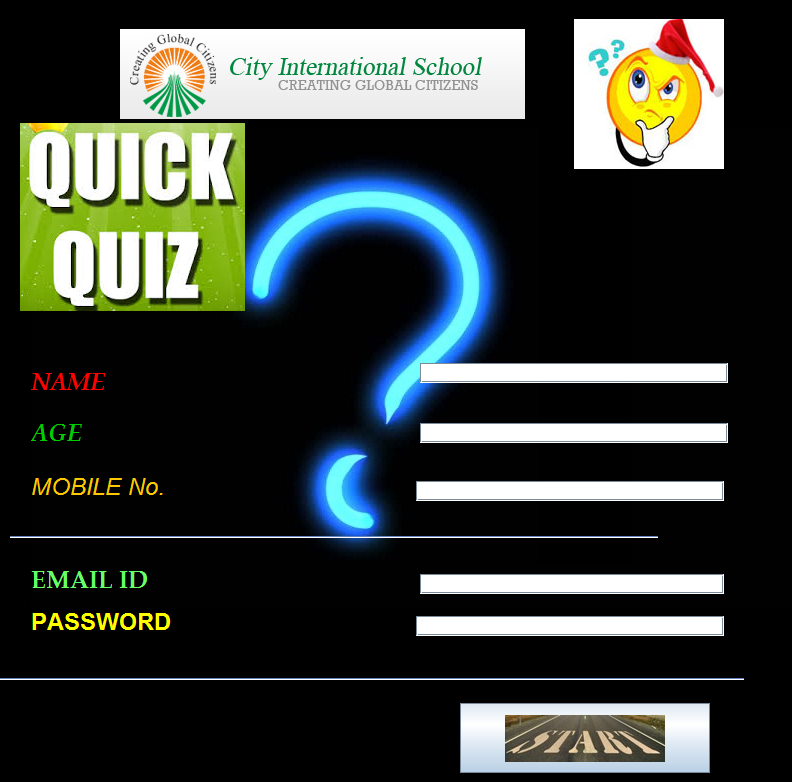 Creating Global Citizens
City International School
CREATING GLOBAL CITIZENS
? ? ?
QUICK
QUIZ
?
NAME
AGE
MOBILE No.
EMAIL ID
PASSWORD
START